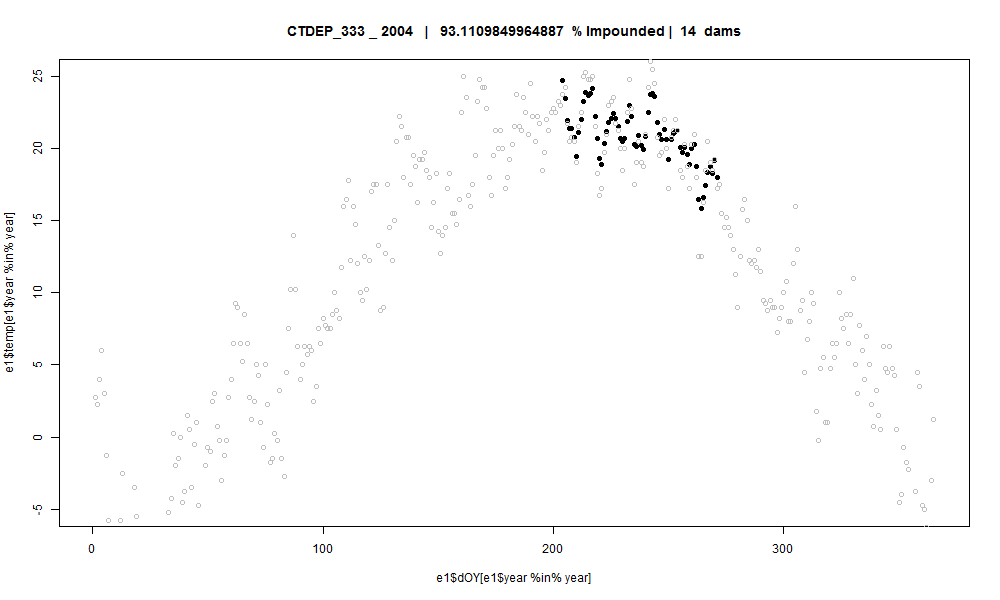 CTDEP_333 _ 2004 | 93.1109849964887 % Impounded | 14 dams
e1$temp[e1$year %in% year]
25
20
15
10
5
0
-5
0 100 200 300
e1$dOY[e1$year %in% year]